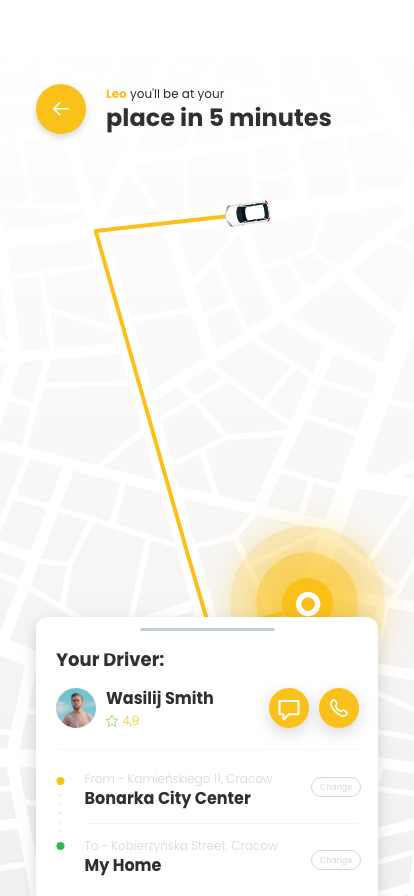 Leo you'll be at your
place in 5 minutes
Your Driver:
Wasilij Smith
4,9
From - Kamieńskiego 11, Cracow
Bonarka City Center
Change
To - Kobierzyńska Street, Cracow
My Home
Change